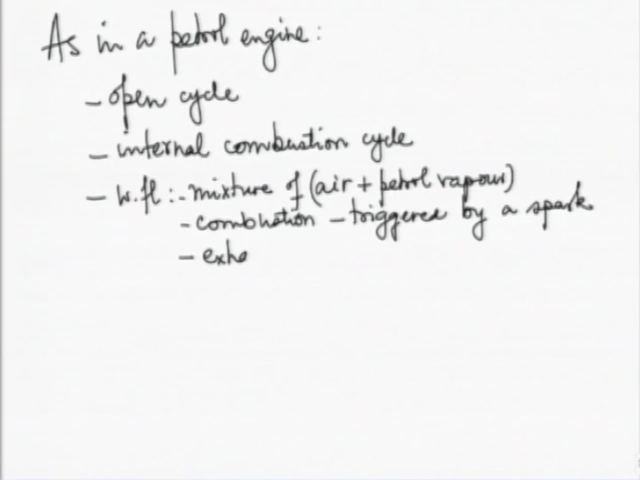 As in a petrol engine:
- open cycle
- internal combustion cycle
- w.fl :- mixture of (air + petrol vapour)
- combustion - triggered by a spark
- exha